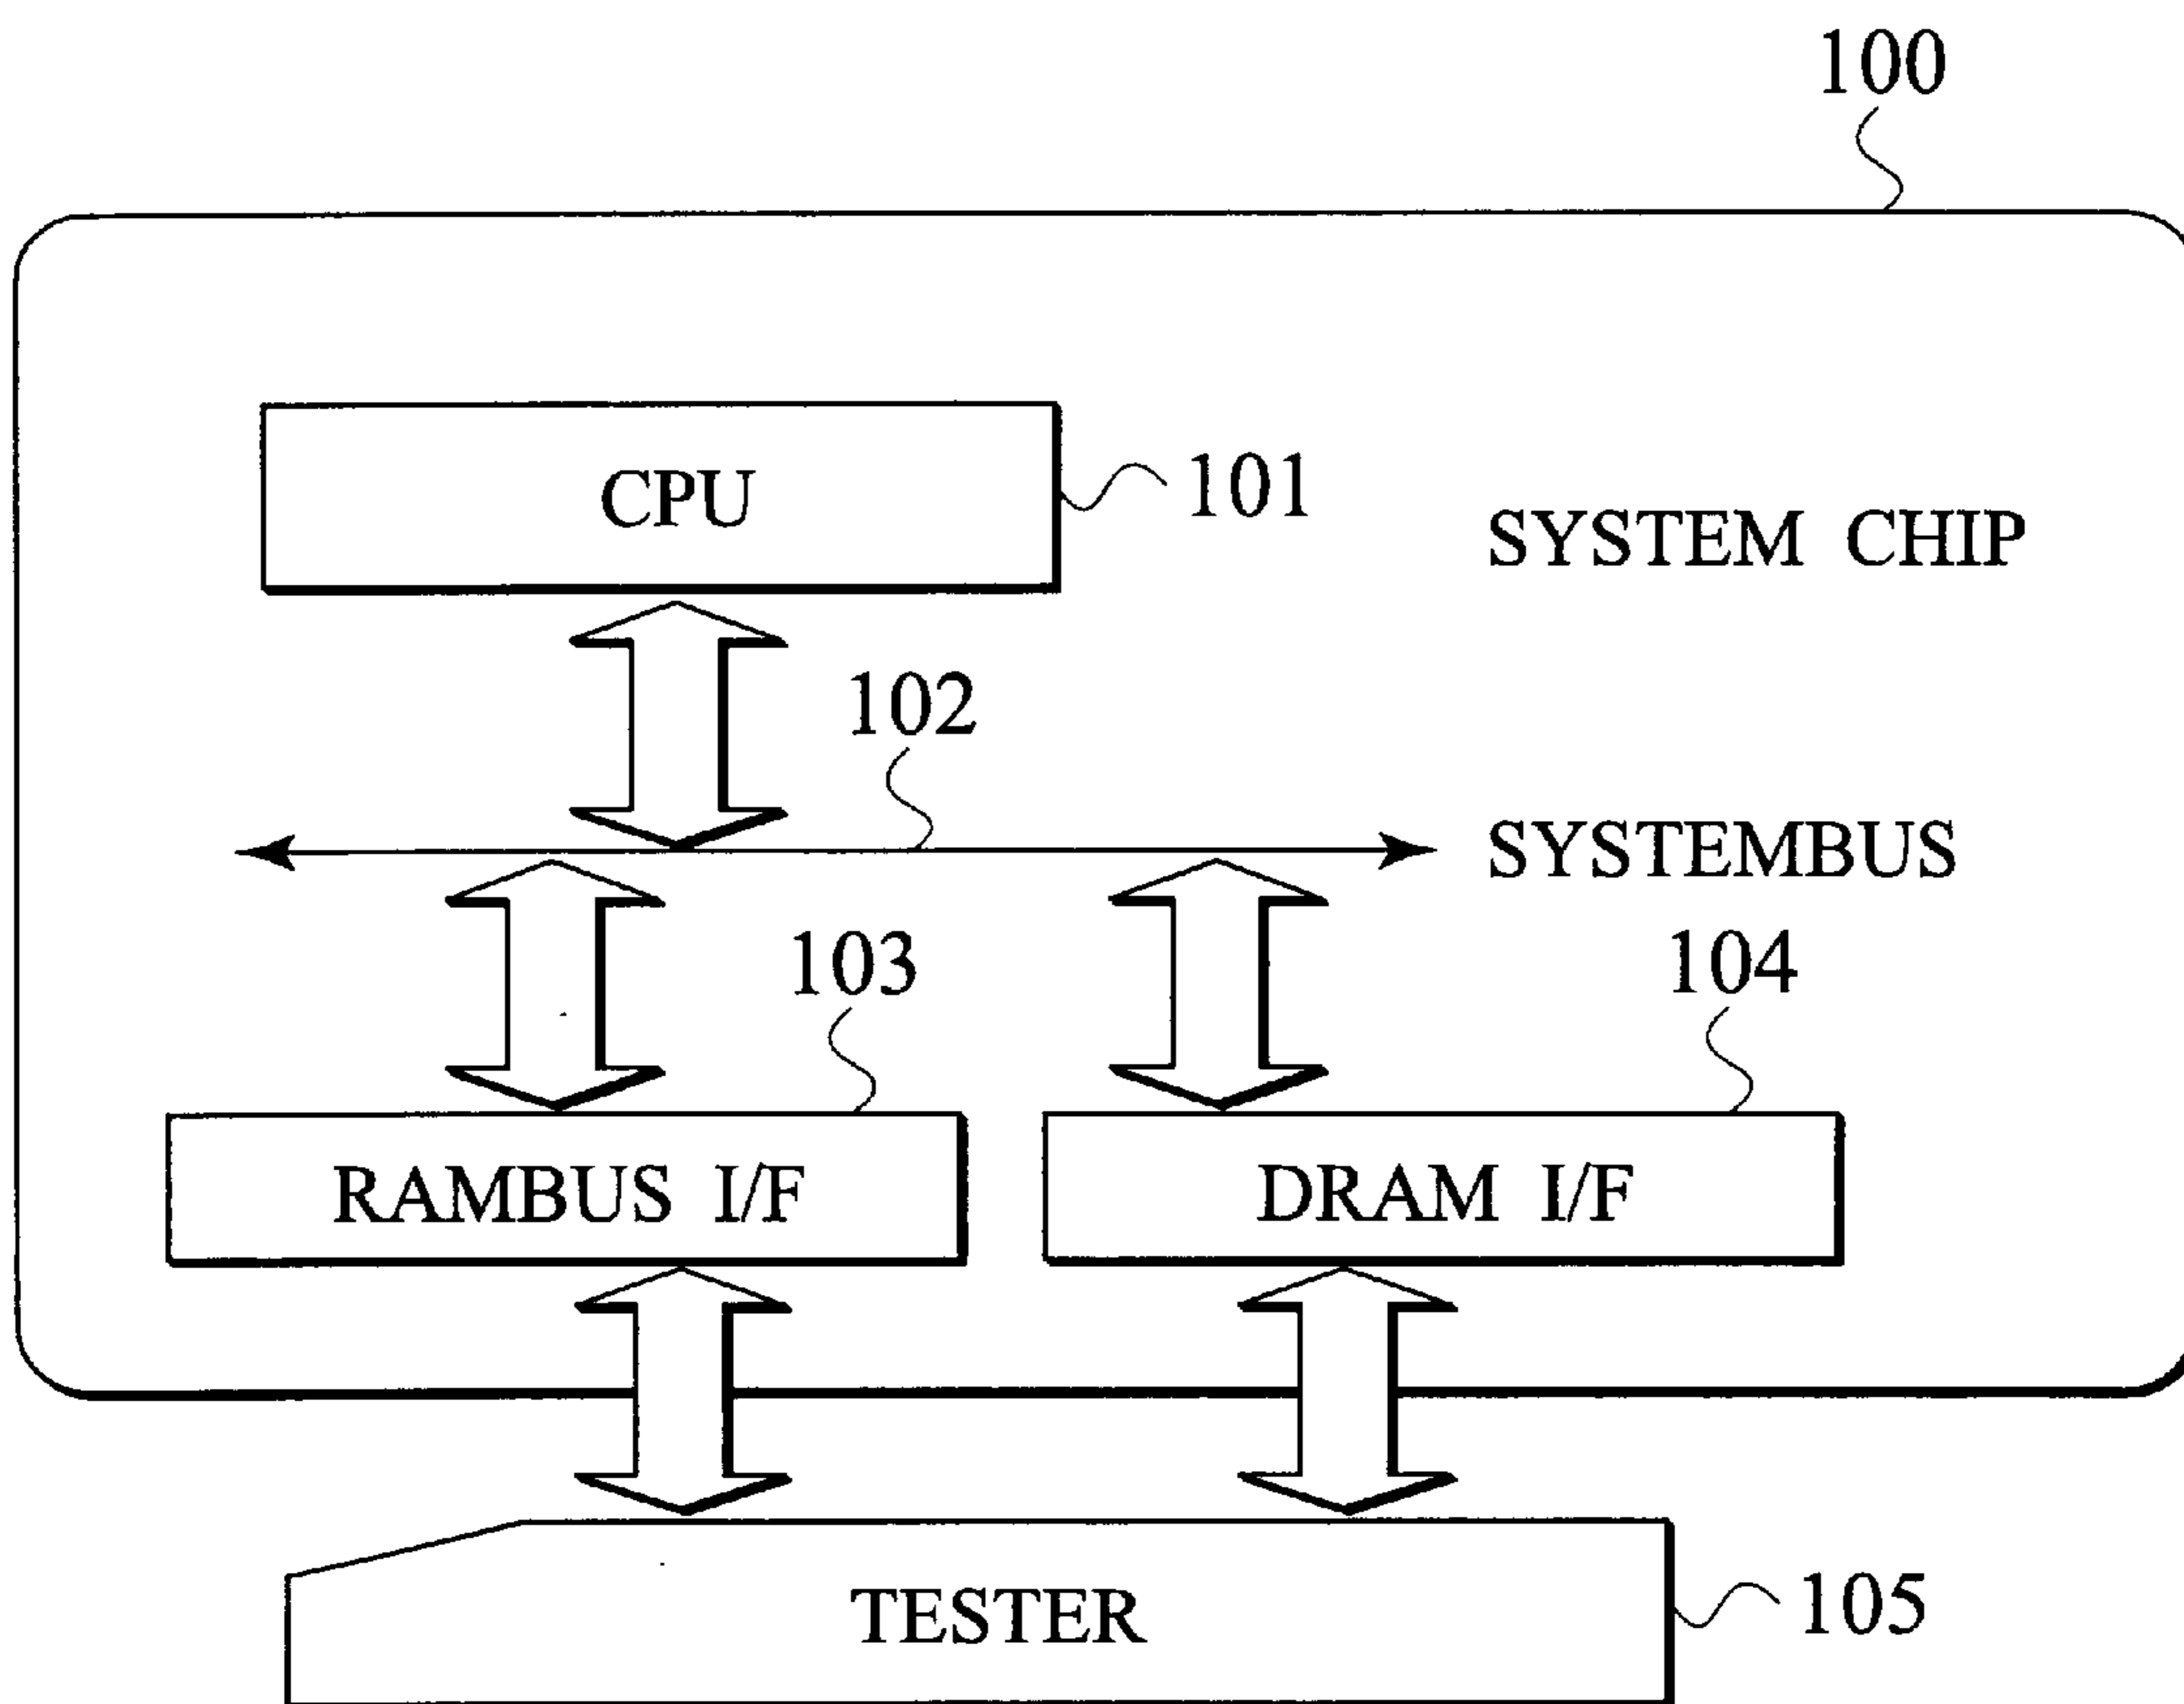 100
CPU
101
SYSTEM CHIP
102
SYSTEMBUS
103
104
RAMBUS I/F
DRAM I/F
TESTER
105